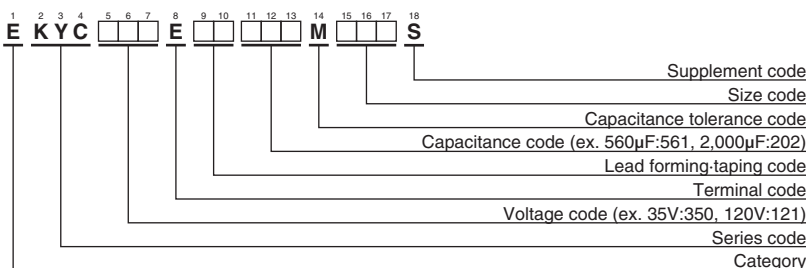 1 2 3 4 5 6 7 8 9 10 11 12 13 14 15 16 17 18
E K Y C □□□ E □□ □□□ M □□□ S
Supplement code
Size code
Capacitance tolerance code
Capacitance code (ex. 560µF:561, 2,000µF:202)
Lead forming·taping code
Terminal code
Voltage code (ex. 35V:350, 120V:121)
Series code
Category